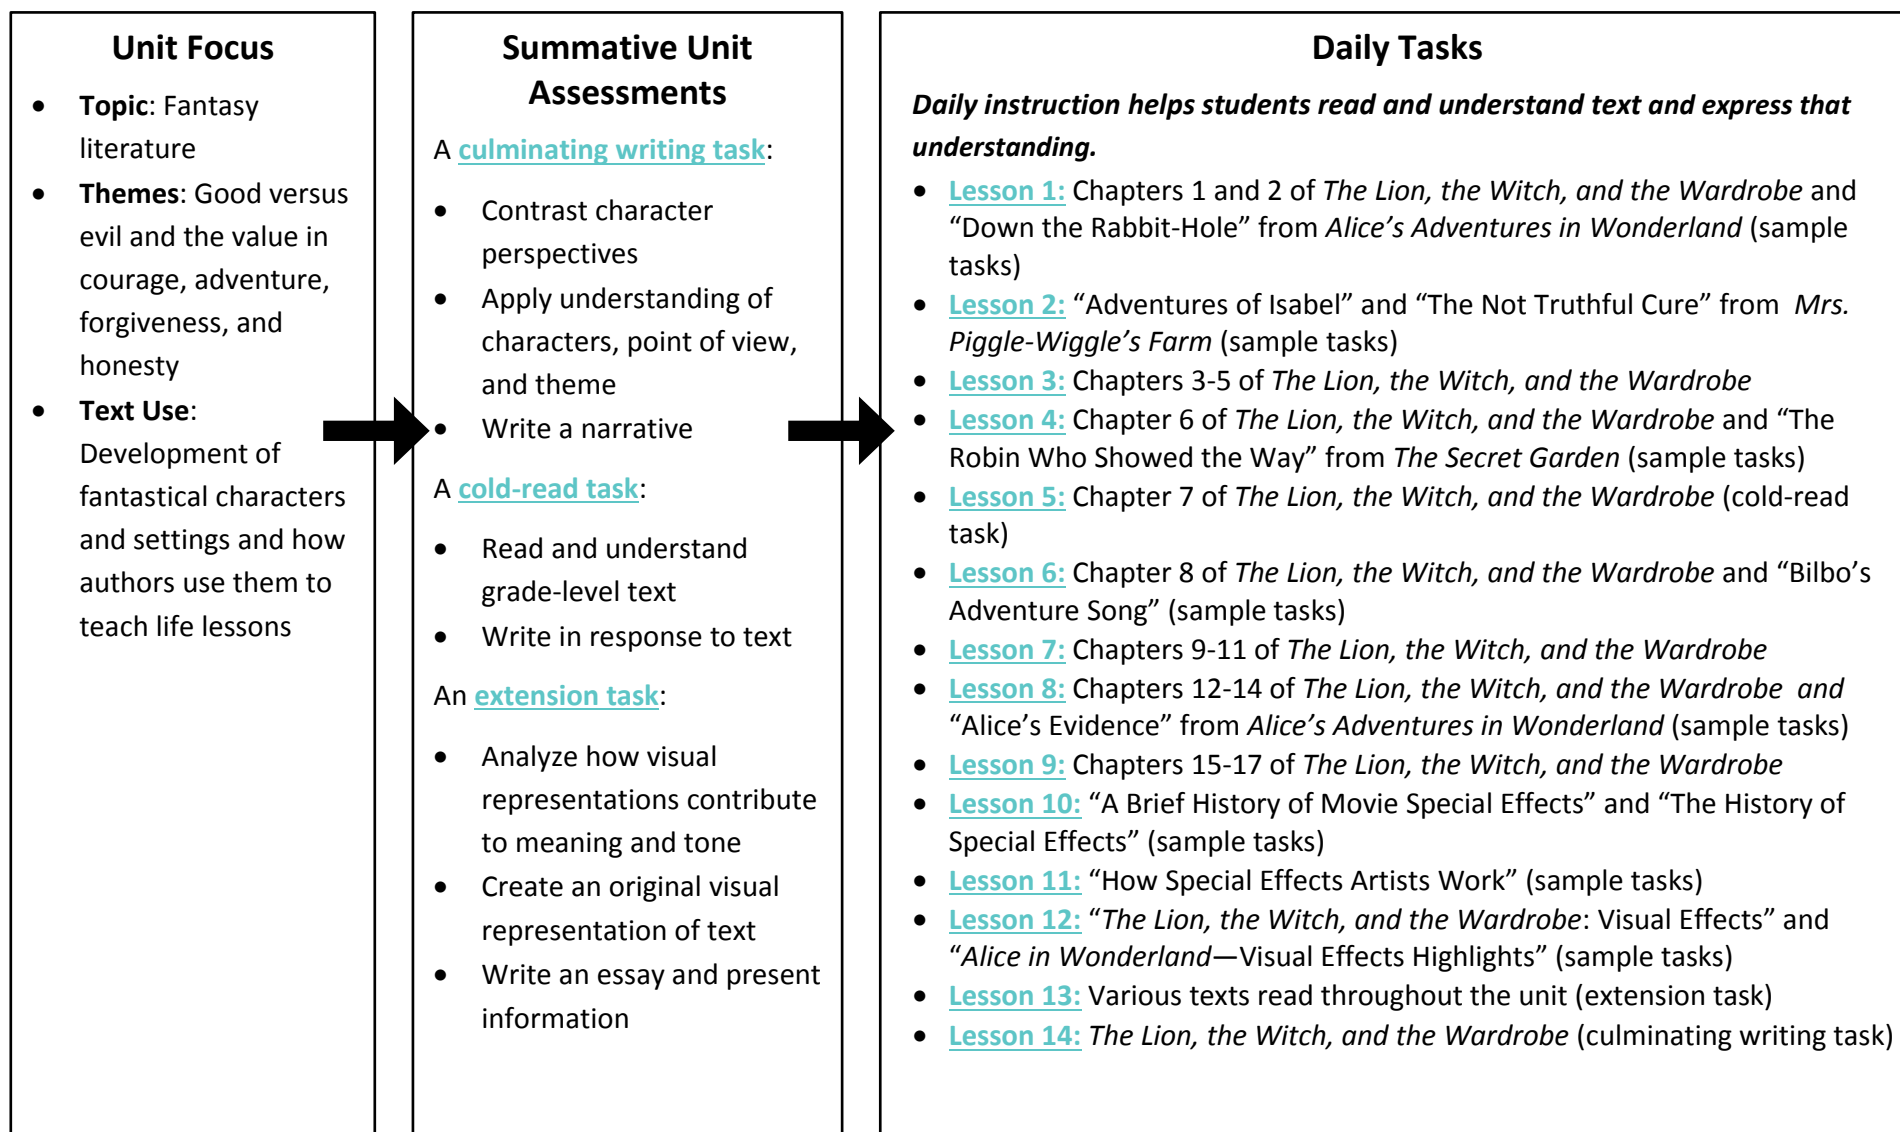 Unit Focus
• Topic: Fantasy
literature
• Themes: Good versus
evil and the value in
courage, adventure,
forgiveness, and
honesty
• Text Use:
Development of
fantastical characters
and settings and how
authors use them to
teach life lessons
Summative Unit
Assessments
A culminating writing task:
• Contrast character
perspectives
• Apply understanding of
characters, point of view,
and theme
• Write a narrative
A cold-read task:
• Read and understand
grade-level text
• Write in response to text
An extension task:
• Analyze how visual
representations contribute
to meaning and tone
• Create an original visual
representation of text
• Write an essay and present
information
Daily Tasks
Daily instruction helps students read and understand text and express that
understanding.
• Lesson 1: Chapters 1 and 2 of The Lion, the Witch, and the Wardrobe and
“Down the Rabbit-Hole” from Alice’s Adventures in Wonderland (sample
tasks)
• Lesson 2: “Adventures of Isabel” and “The Not Truthful Cure” from Mrs.
Piggle-Wiggle’s Farm (sample tasks)
• Lesson 3: Chapters 3-5 of The Lion, the Witch, and the Wardrobe
• Lesson 4: Chapter 6 of The Lion, the Witch, and the Wardrobe and “The
Robin Who Showed the Way” from The Secret Garden (sample tasks)
• Lesson 5: Chapter 7 of The Lion, the Witch, and the Wardrobe (cold-read
task)
• Lesson 6: Chapter 8 of The Lion, the Witch, and the Wardrobe and “Bilbo’s
Adventure Song” (sample tasks)
• Lesson 7: Chapters 9-11 of The Lion, the Witch, and the Wardrobe
• Lesson 8: Chapters 12-14 of The Lion, the Witch, and the Wardrobe and
“Alice’s Evidence” from Alice’s Adventures in Wonderland (sample tasks)
• Lesson 9: Chapters 15-17 of The Lion, the Witch, and the Wardrobe
• Lesson 10: “A Brief History of Movie Special Effects” and “The History of
Special Effects” (sample tasks)
• Lesson 11: “How Special Effects Artists Work” (sample tasks)
• Lesson 12: “The Lion, the Witch, and the Wardrobe: Visual Effects” and
“Alice in Wonderland—Visual Effects Highlights” (sample tasks)
• Lesson 13: Various texts read throughout the unit (extension task)
• Lesson 14: The Lion, the Witch, and the Wardrobe (culminating writing task)